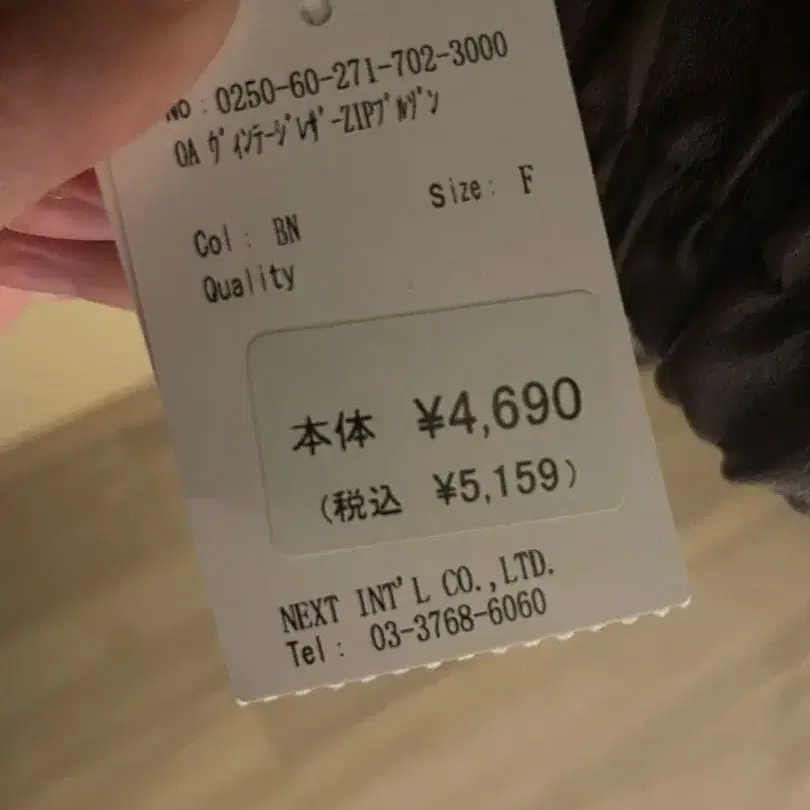 NO : 0250-60-271-702-3000
OA ヴィンテージレザーZIPブルゾン
Col : BN
Size : F
Quality
本体 ¥4,690
(税込 ¥5,159)
NEXT INT'L CO.,LTD.
Tel : 03-3768-6060